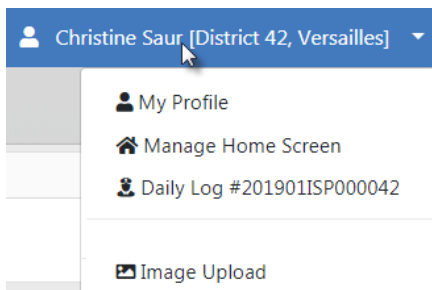 Christine Saur [District 42, Versailles]
My Profile
Manage Home Screen
Daily Log #201901ISP000042
Image Upload